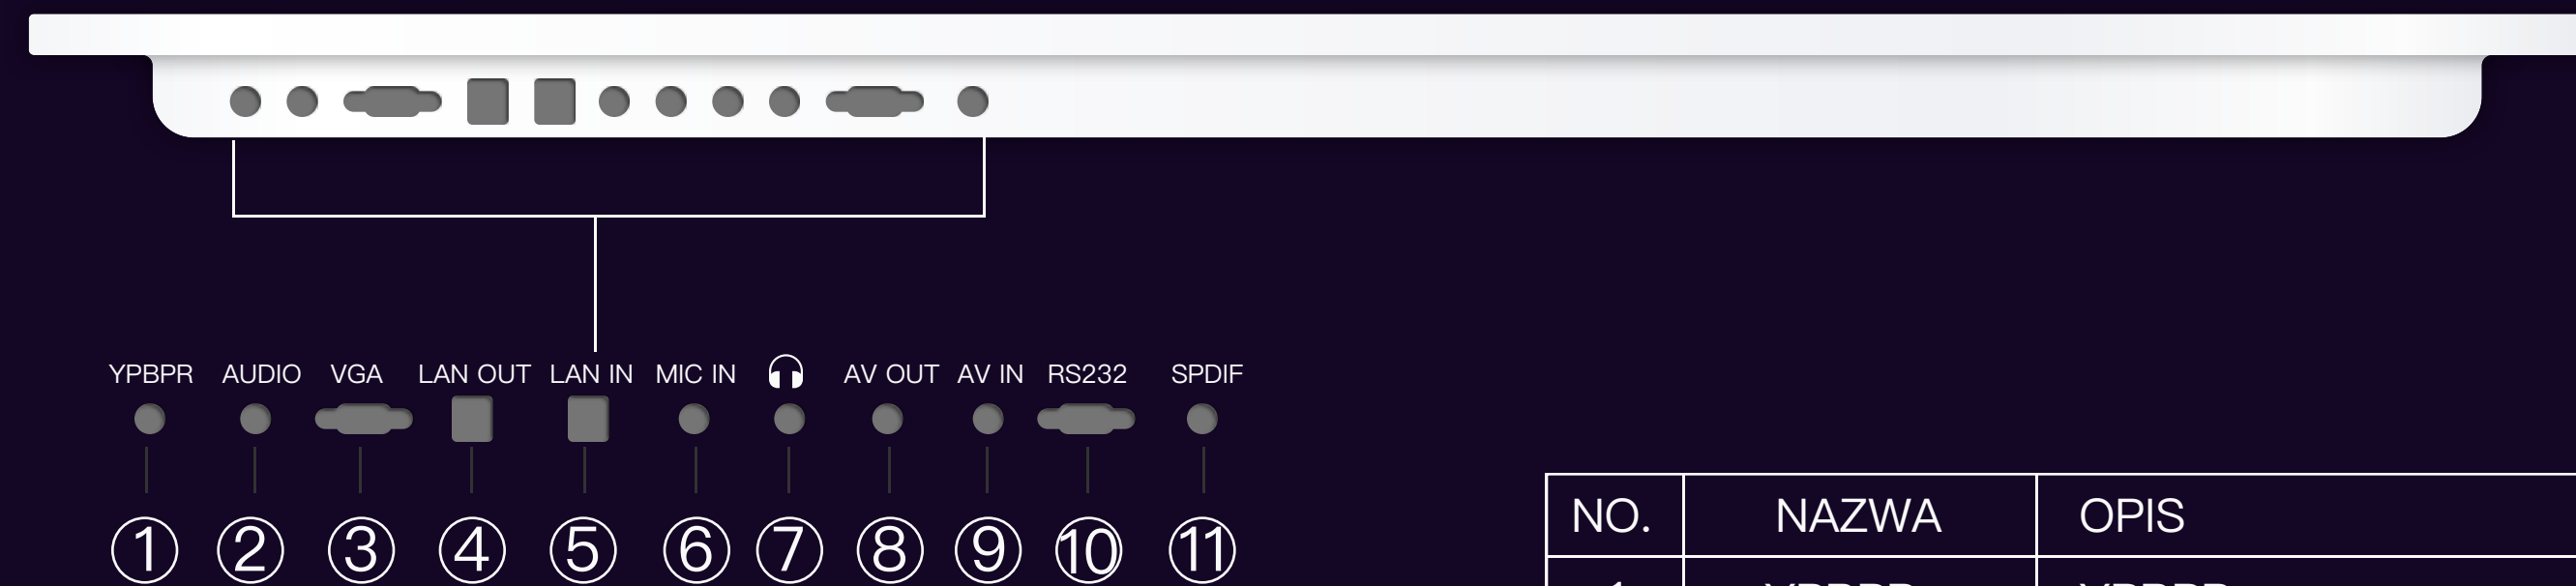 YPBPR AUDIO VGA LAN OUT LAN IN MIC IN AV OUT AV IN RS232 SPDIF
1 2 3 4 5 6 7 8 9 10 11
NO. NAZWA OPIS